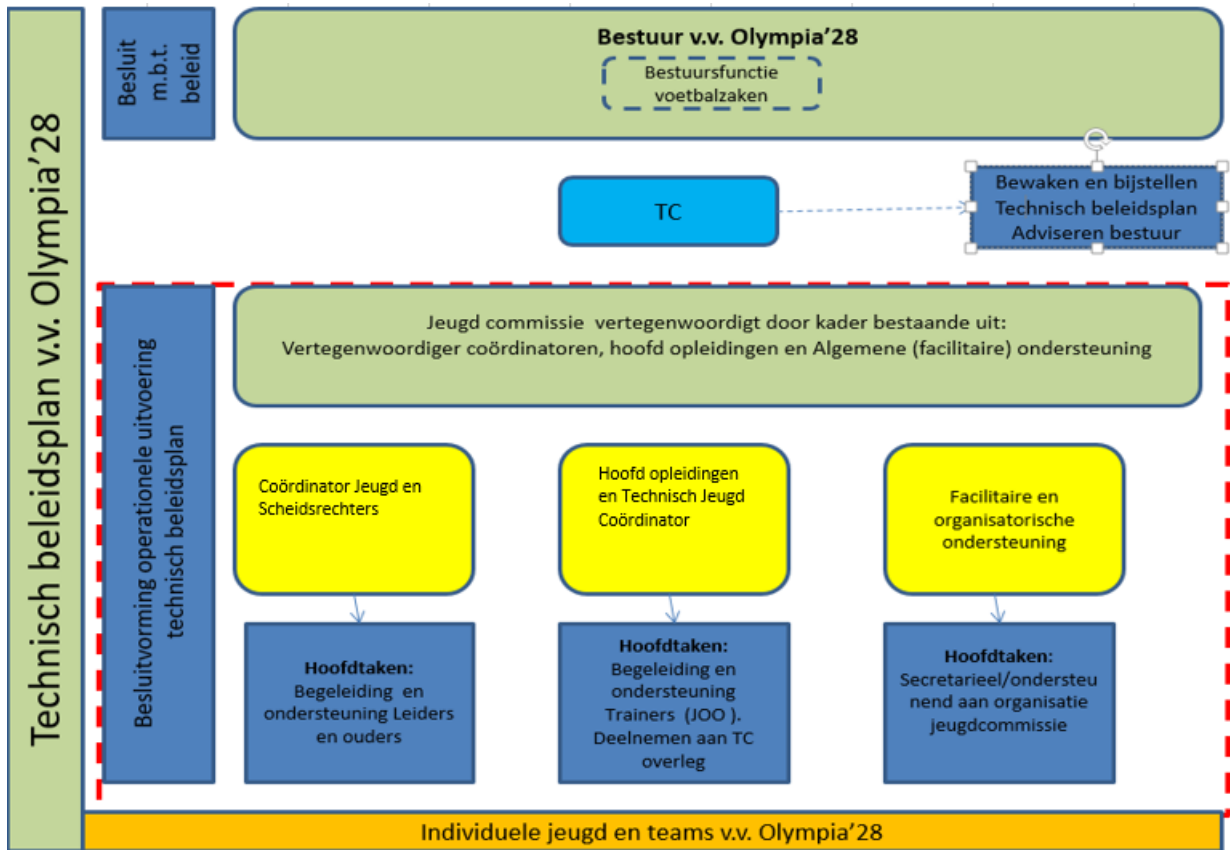 Technisch beleidsplan v.v. Olympia'28
Besluit
m.b.t.
beleid
Bestuur v.v. Olympia'28
Bestuursfunctie
voetbalzaken
TC
Bewaken en bijstellen
Technisch beleidsplan
Adviseren bestuur
Besluitvorming operationele uitvoering
technisch beleidsplan
Jeugd commissie vertegenwoordigt door kader bestaande uit:
Vertegenwoordiger coördinatoren, hoofd opleidingen en Algemene (facilitaire) ondersteuning
Coördinator Jeugd en
Scheidsrechters
Hoofd opleidingen
en Technisch Jeugd
Coördinator
Facilitaire en
organisatorische
ondersteuning
Hoofdtaken:
Begeleiding en
ondersteuning Leiders
en ouders
Hoofdtaken:
Begeleiding en
ondersteuning
Trainers (JOO ).
Deelnemen aan TC
overleg
Hoofdtaken:
Secretarieel/ondersteu
nend aan organisatie
jeugdcommissie
Individuele jeugd en teams v.v. Olympia'28